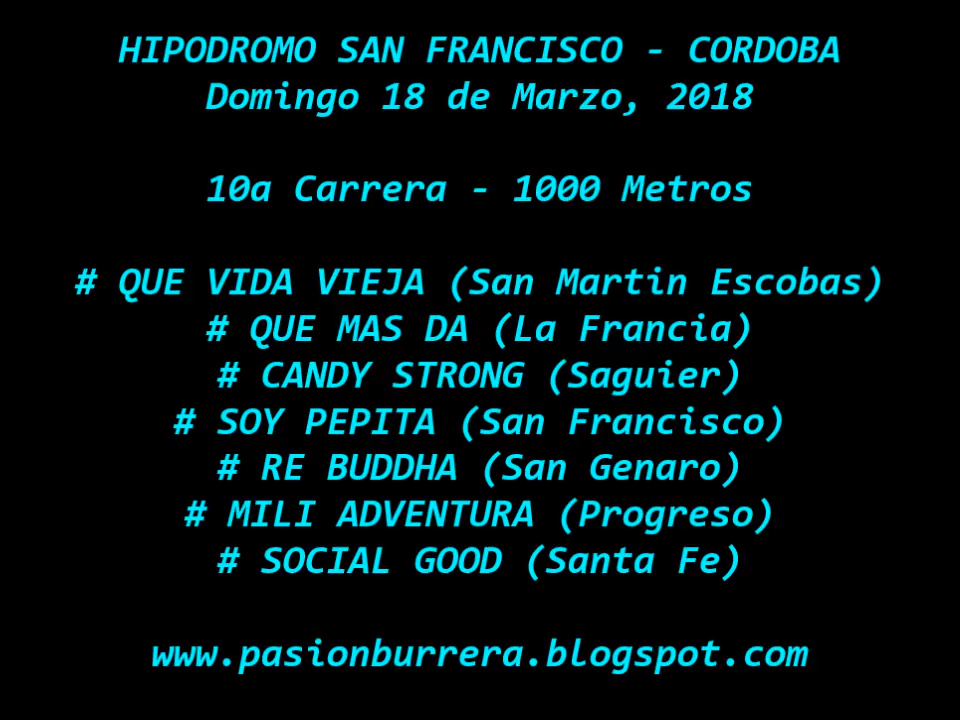 HIPODROMO SAN FRANCISCO - CORDOBA
Domingo 18 de Marzo, 2018
10a Carrera - 1000 Metros
# QUE VIDA VIEJA (San Martin Escobas)
# QUE MAS DA (La Francia)
# CANDY STRONG (Saguier)
# SOY PEPITA (San Francisco)
# RE BUDDHA (San Genaro)
# MILI ADVENTURA (Progreso)
# SOCIAL GOOD (Santa Fe)
www.pasionburrera.blogspot.com